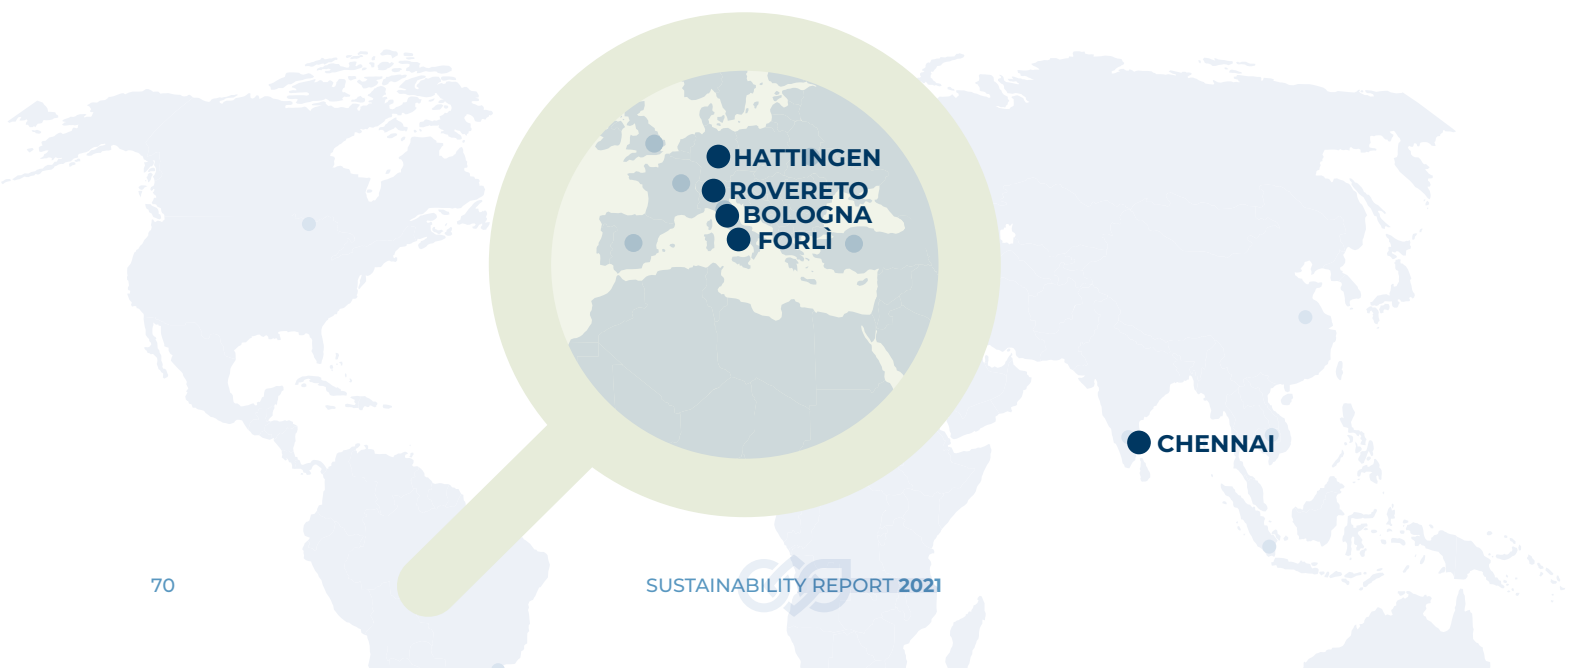 HATTINGEN
ROVERETO
BOLOGNA
FORLÌ
CHENNAI
70
SUSTAINABILITY REPORT 2021